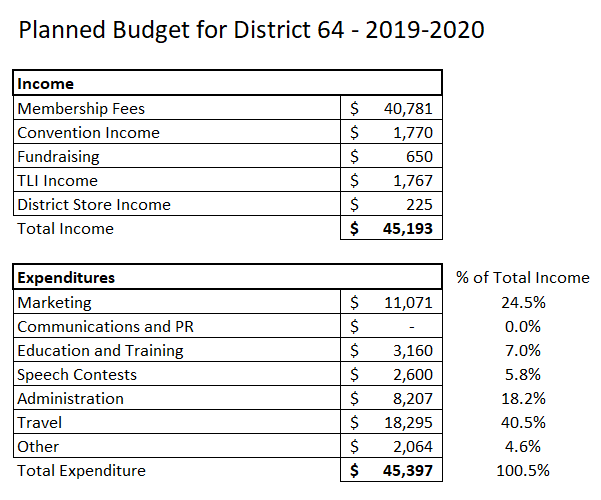 Planned Budget for District 64 - 2019-2020
Income
Membership Fees $ 40,781
Convention Income $ 1,770
Fundraising $ 650
TLI Income $ 1,767
District Store Income $ 225
Total Income $ 45,193
Expenditures % of Total Income
Marketing $ 11,071 24.5%
Communications and PR $ - 0.0%
Education and Training $ 3,160 7.0%
Speech Contests $ 2,600 5.8%
Administration $ 8,207 18.2%
Travel $ 18,295 40.5%
Other $ 2,064 4.6%
Total Expenditure $ 45,397 100.5%